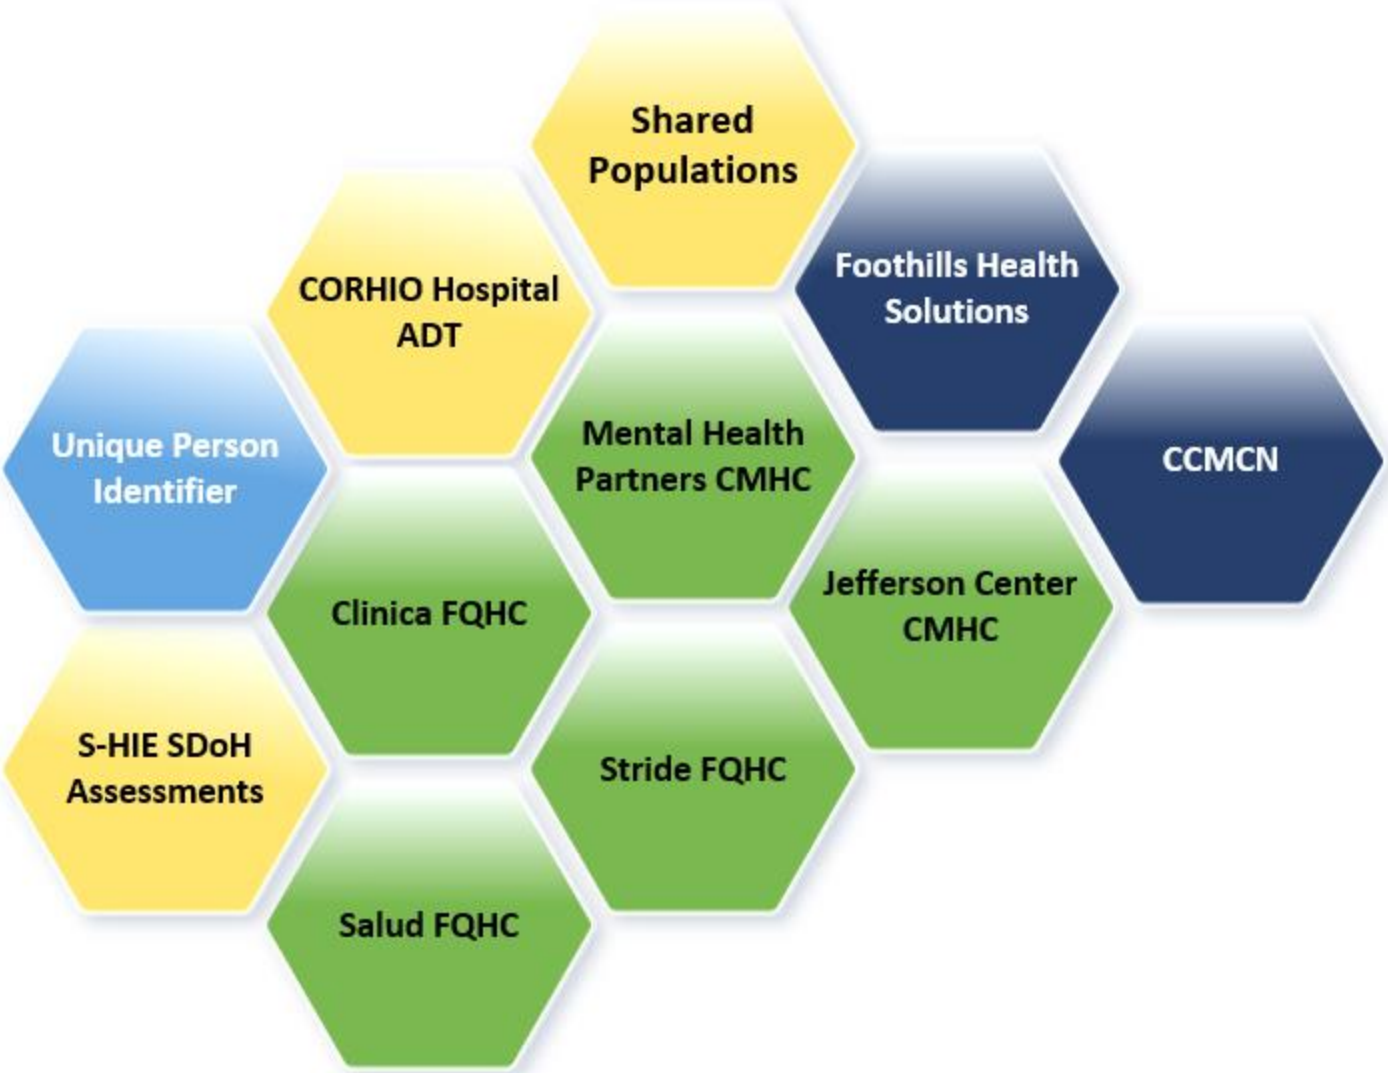 Shared
Populations
Foothills Health
Solutions
CORHIO Hospital
ADT
Mental Health
Partners CMHC
CCMCN
Unique Person
Identifier
Jefferson Center
CMHC
Clinica FQHC
S-HIE SDoH
Assessments
Stride FQHC
Salud FQHC